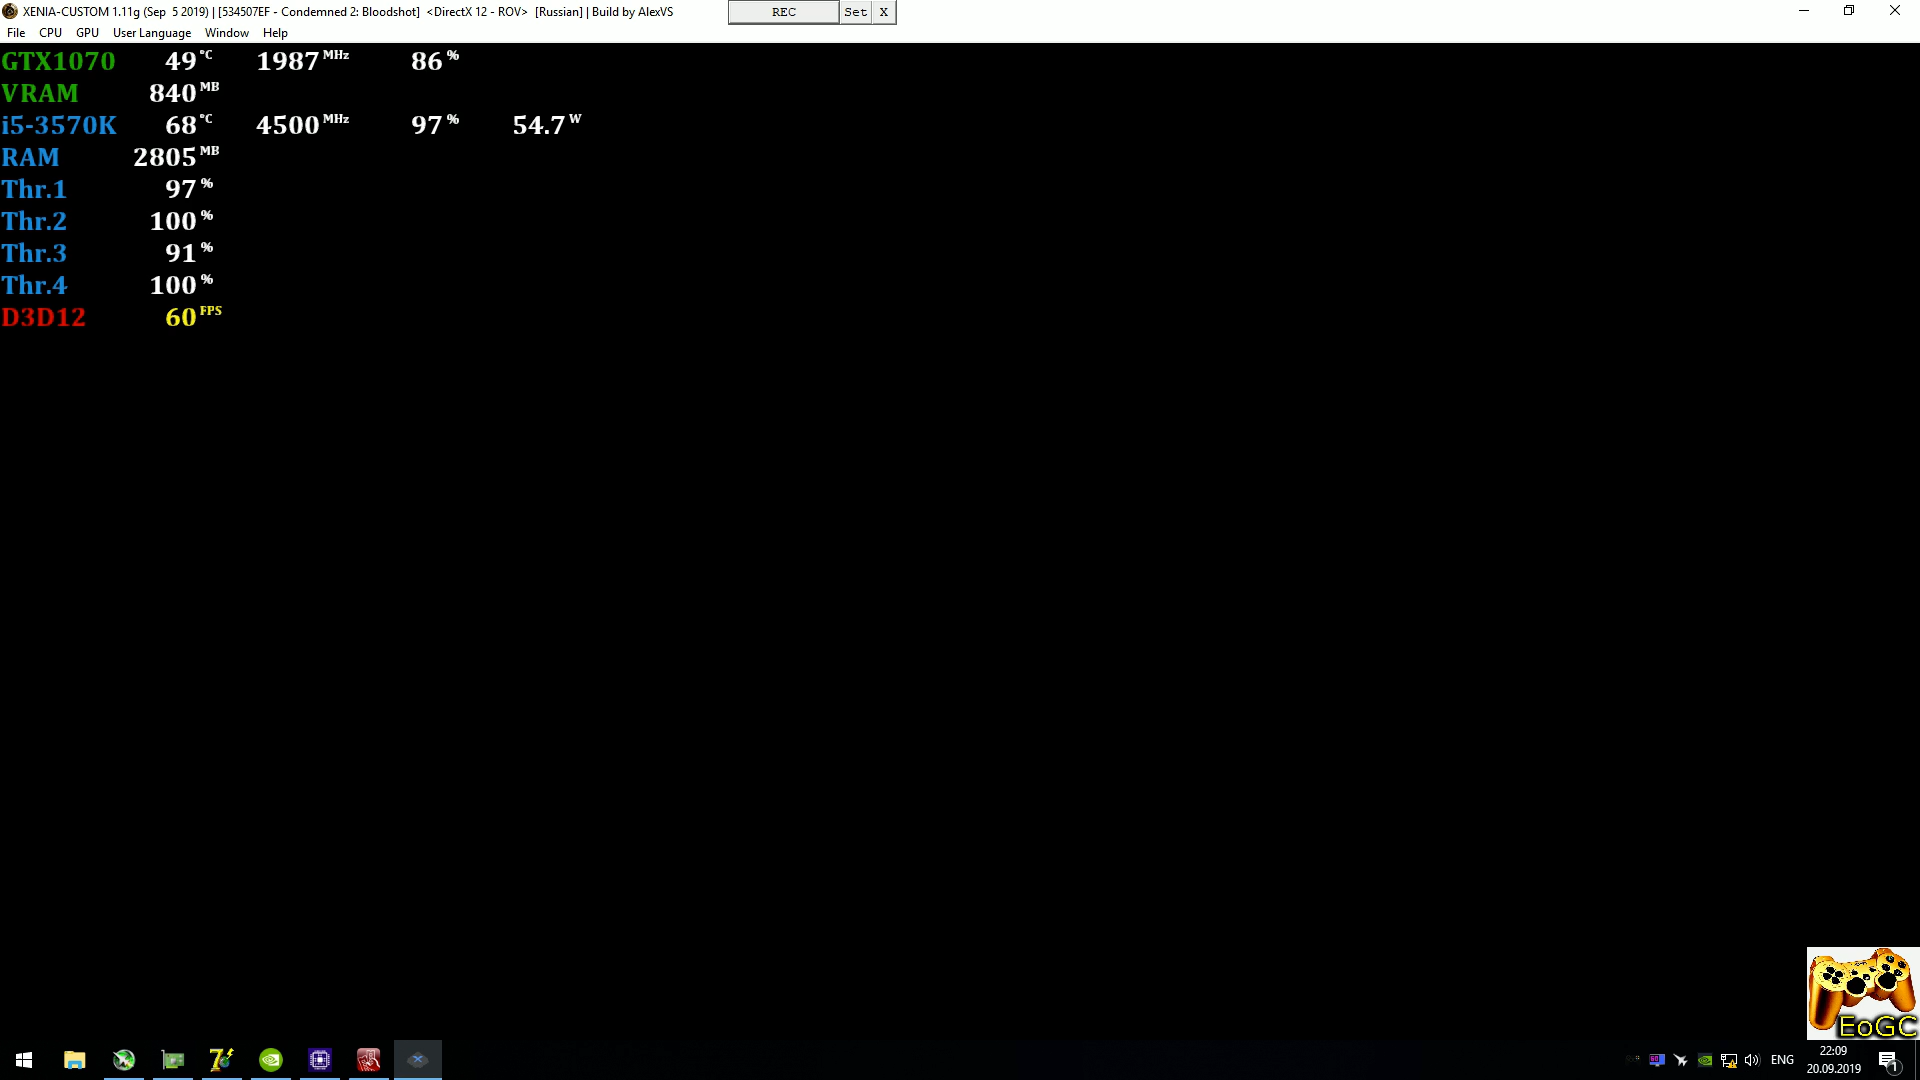 XENIA-CUSTOM 1.11g (Sep 5 2019) | [534507EF - Condemned 2: Bloodshot] <DirectX 12 - ROV> [Russian] | Build by AlexVS
REC Set X
File CPU GPU User Language Window Help
GTX1070 49 °C 1987 MHz 86 %
VRAM 840 MB
i5-3570K 68 °C 4500 MHz 97 % 54.7 W
RAM 2805 MB
Thr.1 97 %
Thr.2 100 %
Thr.3 91 %
Thr.4 100 %
D3D12 60 FPS
EoGC
ENG
22:09
20.09.2019
1